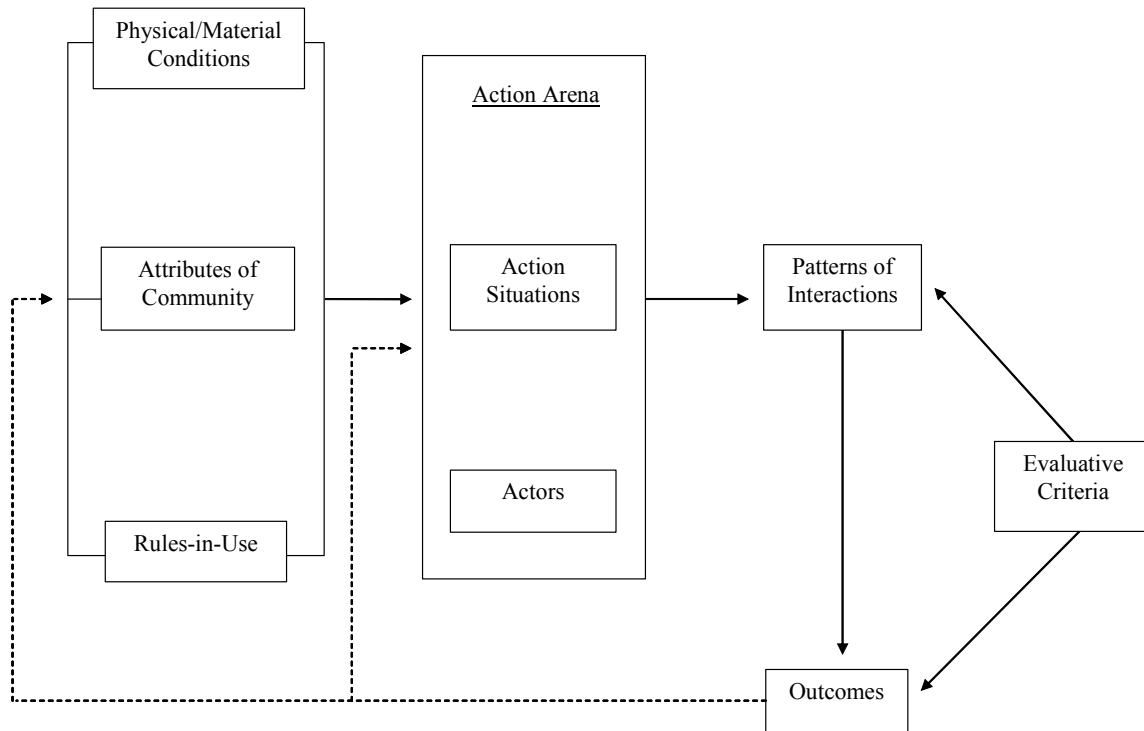 Physical/Material
Conditions
Action Arena
Attributes of
Community
Action
Situations
Patterns of
Interactions
Evaluative
Criteria
Actors
Rules-in-Use
Outcomes